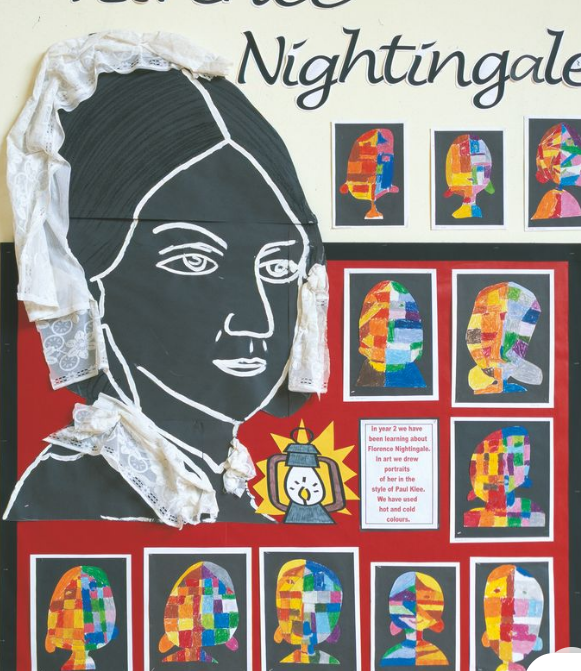 Nightingale
In year 2 we have
been learning about
Florence Nightingale.
In art we drew
portraits
of her in the
style of Paul Klee.
We have used
hot and cold
colours.